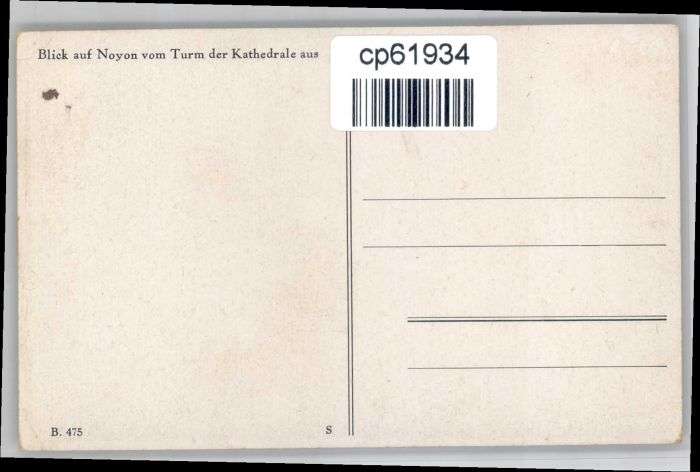 Blick auf Noyon vom Turm der Kathedrale aus
cp61934
B. 475
S